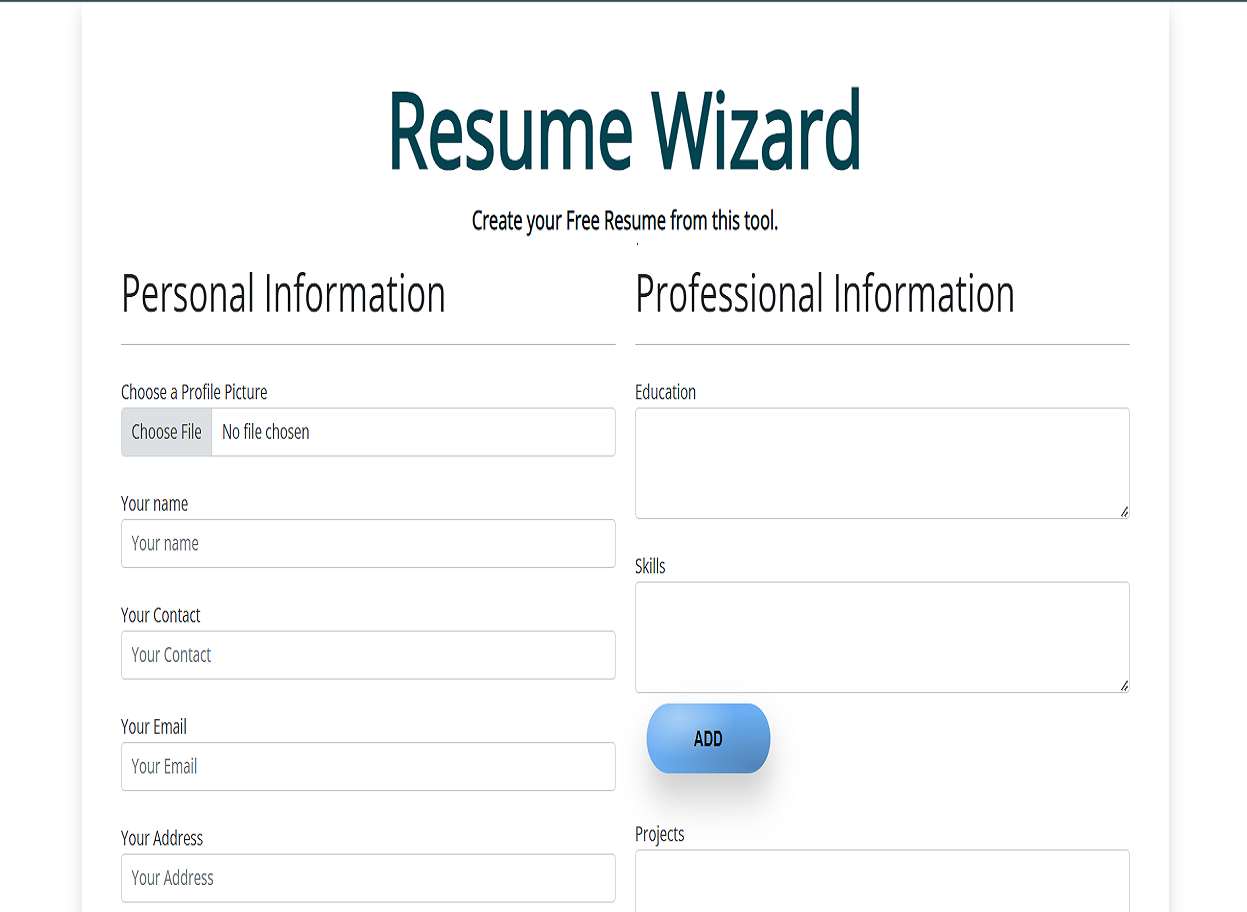 Resume Wizard
Create your Free Resume from this tool.
.
Personal Information
Choose a Profile Picture
Choose File No file chosen
Your name
Your name
Your Contact
Your Contact
Your Email
Your Email
Your Address
Your Address
Professional Information
Education
Skills
ADD
Projects